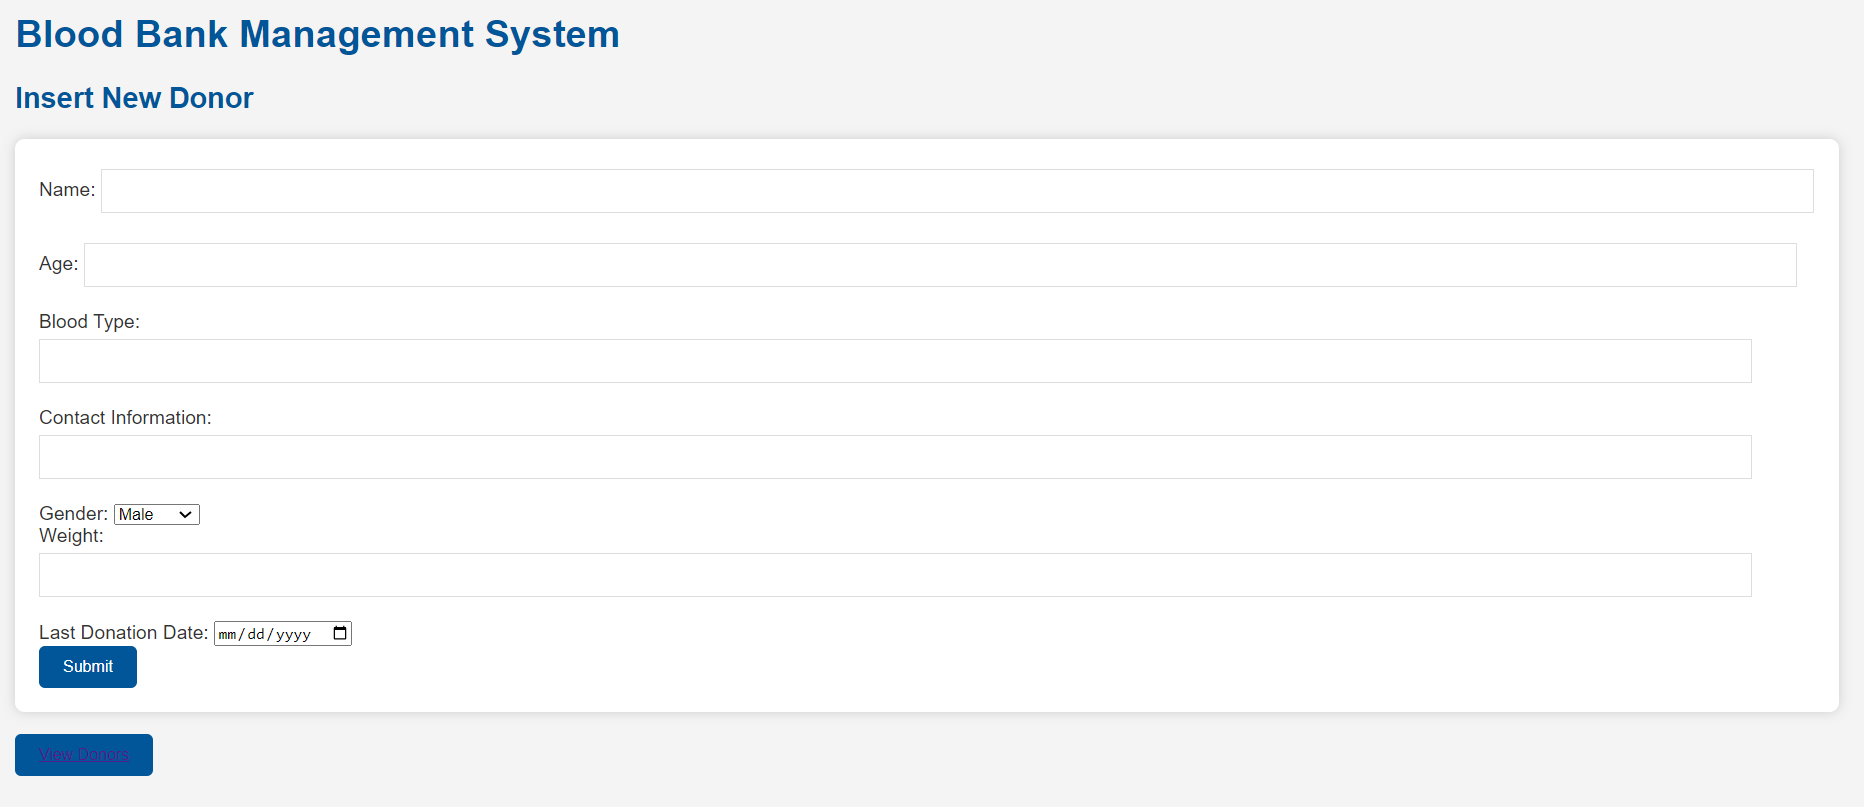 Blood Bank Management System
Insert New Donor
Name:
Age:
Blood Type:
Contact Information:
Gender: Male
Weight:
Last Donation Date: mm/dd/yyyy
Submit
View Donors